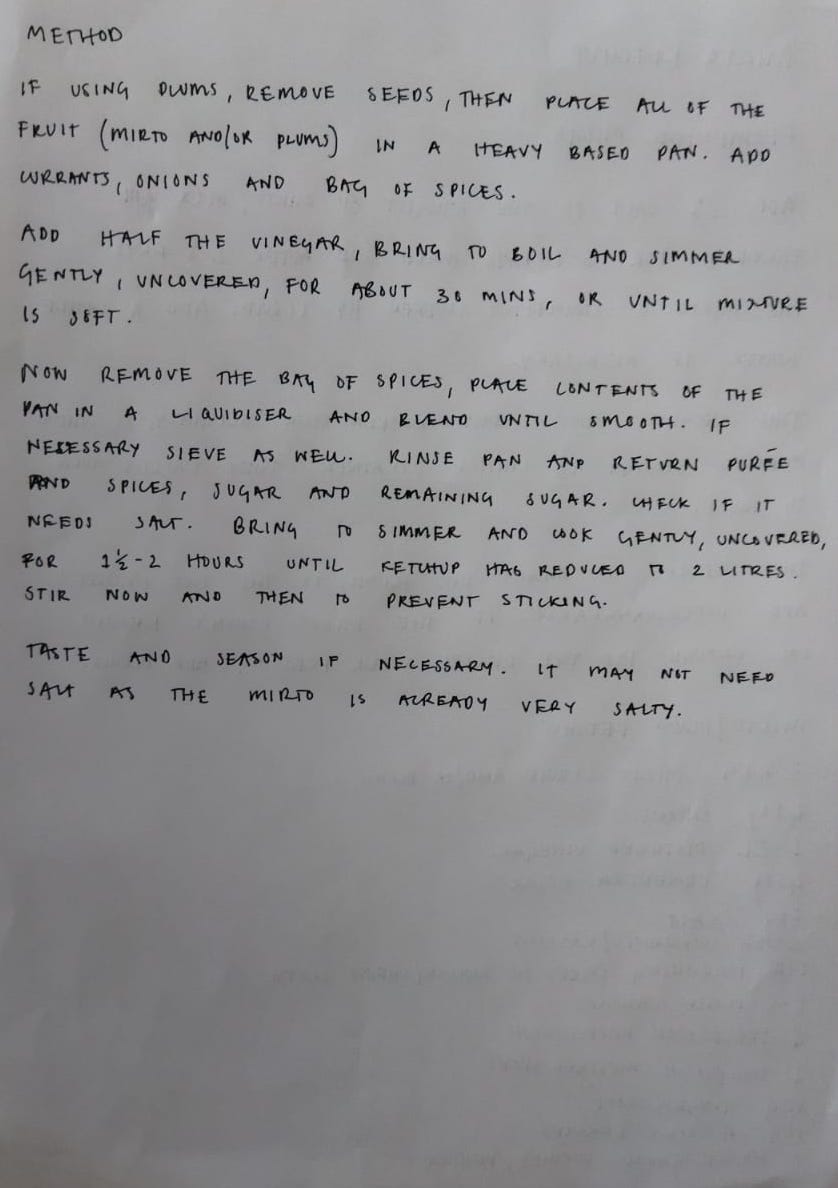 METHOD
IF USING PLUMS, REMOVE SEEDS, THEN PLACE ALL OF THE
FRUIT (MIRTO AND/OR PLUMS) IN A HEAVY BASED PAN. ADD
CURRANTS, ONIONS AND BAG OF SPICES.
ADD HALF THE VINEGAR, BRING TO BOIL AND SIMMER
GENTLY, UNCOVERED, FOR ABOUT 30 MINS, OR UNTIL MIXTURE
IS SOFT.
NOW REMOVE THE BAG OF SPICES, PLACE CONTENTS OF THE
PAN IN A LIQUIDISER AND BLEND UNTIL SMOOTH. IF
NECESSARY SIEVE AS WELL. RINSE PAN AND RETURN PURÉE
AND SPICES, SUGAR AND REMAINING SUGAR. CHECK IF IT
NEEDS SALT. BRING TO SIMMER AND COOK GENTLY, UNCOVERED,
FOR 1½-2 HOURS UNTIL KETCHUP HAS REDUCED TO 2 LITRES.
STIR NOW AND THEN TO PREVENT STICKING.
TASTE AND SEASON IF NECESSARY. IT MAY NOT NEED
SALT AS THE MIRTO IS ALREADY VERY SALTY.